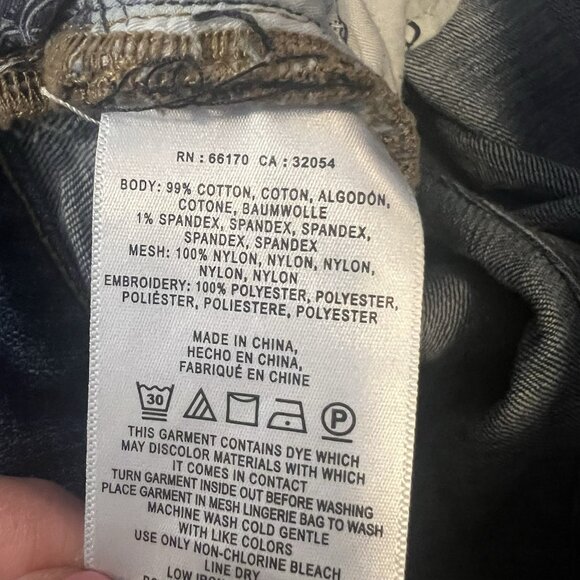 RN : 66170 CA : 32054
BODY: 99% COTTON, COTON, ALGODÓN,
COTONE, BAUMWOLLE
1% SPANDEX, SPANDEX, SPANDEX,
SPANDEX, SPANDEX
MESH: 100% NYLON, NYLON, NYLON,
NYLON, NYLON
EMBROIDERY: 100% POLYESTER, POLYESTER,
POLIÉSTER, POLIESTERE, POLYESTER
MADE IN CHINA,
HECHO EN CHINA,
FABRIQUÉ EN CHINE
30 P
THIS GARMENT CONTAINS DYE WHICH
MAY DISCOLOR MATERIALS WITH WHICH
IT COMES IN CONTACT
TURN GARMENT INSIDE OUT BEFORE WASHING
PLACE GARMENT IN MESH LINGERIE BAG TO WASH
MACHINE WASH COLD GENTLE
WITH LIKE COLORS
USE ONLY NON-CHLORINE BLEACH
LINE DRY
LOW IRON